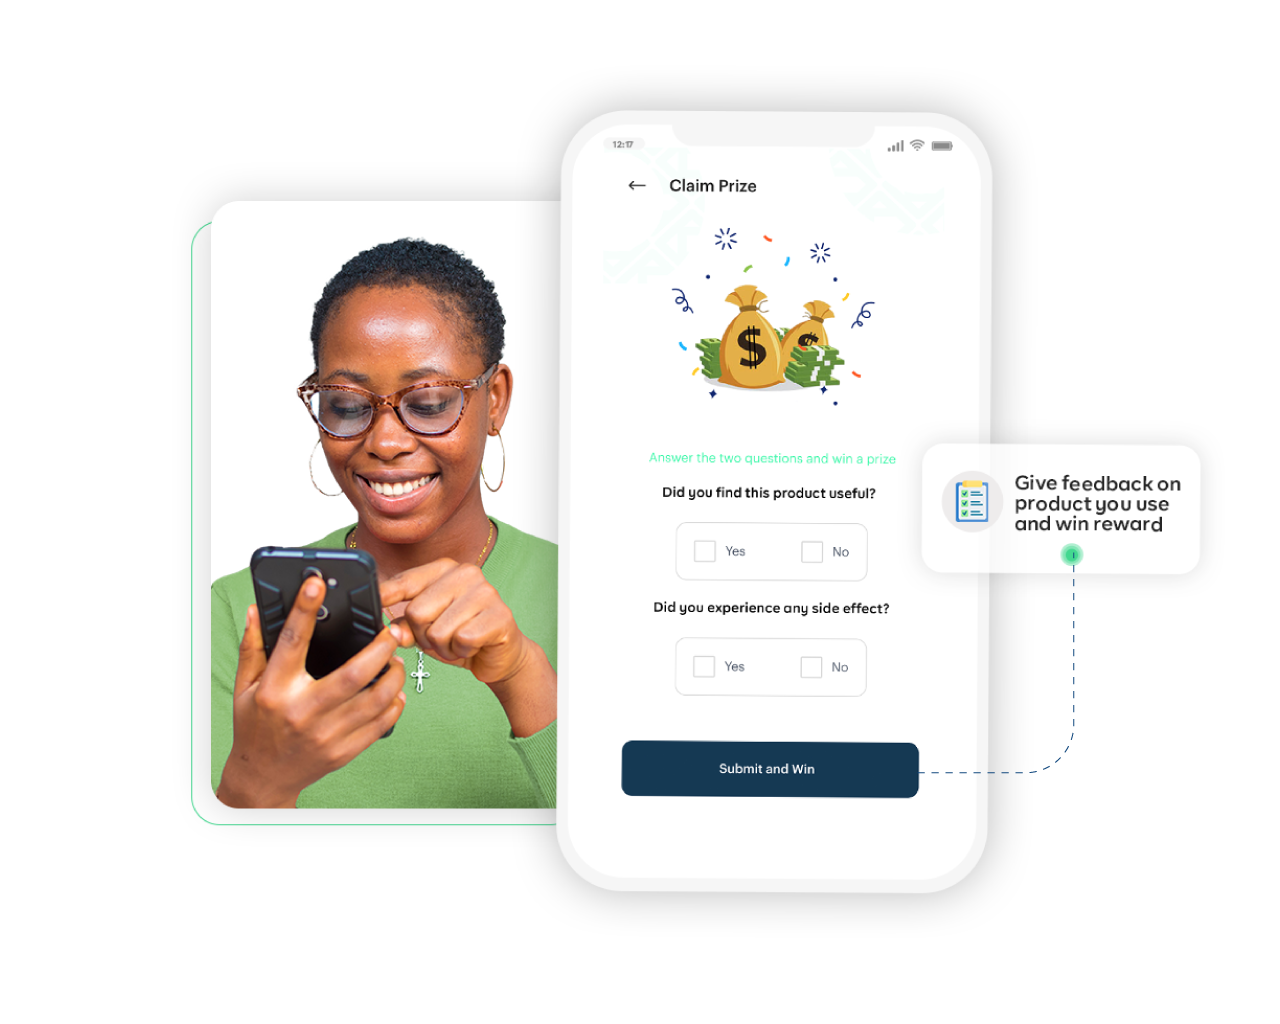 12:17
Claim Prize
$
$
Answer the two questions and win a prize
Did you find this product useful?
Yes No
Did you experience any side effect?
Yes No
Submit and Win
Give feedback on
product you use
and win reward